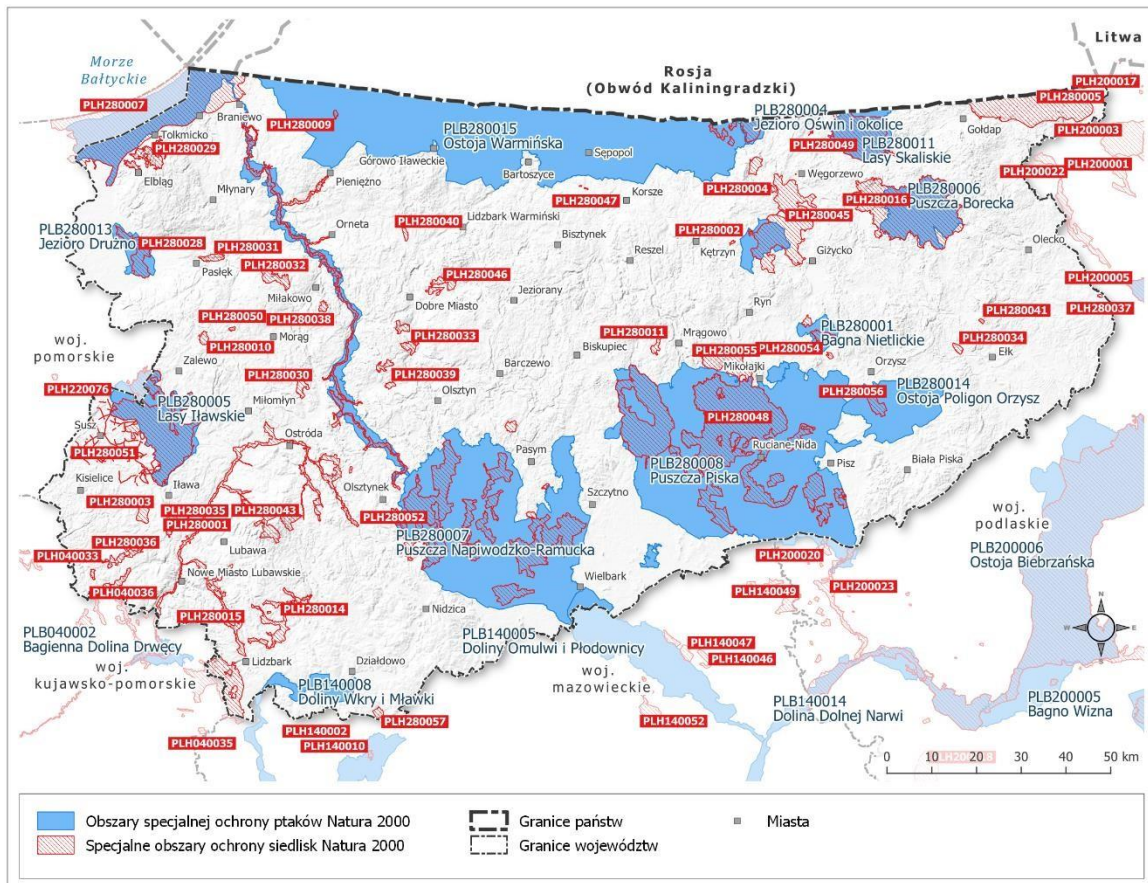 Litwa
Morze
Bałtyckie
Rosja
(Obwód Kaliningradzki)
PLH200017
PLH280007
PLH280005
Braniewo
PLB280004
Jezioro Oświn i okolice
Gołdap
PLH280009
PLB280015
Ostoja Warmińska
PLH200003
Tolkmicko
PLH280029
Górowo Iławeckie
Sępopol
PLH280049
PLB280011
Lasy Skaliskie
Bartoszyce
PLH200001
Elbląg
Pieniężno
Węgorzewo
PLH200022
Młynary
PLH280004
PLB280006
Puszcza Borecka
PLH280047
Korsze
PLH280016
PLH280040
Lidzbark Warmiński
PLH280045
PLB280013
Jezioro Drużno
Orneta
PLH280002
PLH280028
PLH280031
Bisztynek
Kętrzyn
Olecko
Pasłęk
PLH280032
Reszel
Giżycko
PLH280046
PLH200005
Miłakowo
Dobre Miasto
Jeziorany
PLH280037
Ryn
PLH280050
PLH280038
PLH280041
PLH280033
PLH280011
Mrągowo
PLB280001
Bagna Nietlickie
PLH280034
woj.
pomorskie
PLH280010
Morąg
Biskupiec
PLH280055
PLH280054
Ełk
Zalewo
Barczewo
Mikołajki
Orzysz
PLH280030
PLH280039
PLH220076
Olsztyn
PLH280056
PLB280014
Ostoja Poligon Orzysz
PLB280005
Lasy Iławskie
Miłomłyn
PLH280048
Susz
Ostróda
Ruciane-Nida
PLH280051
Pasym
PLB280008
Puszcza Piska
Pisz
Biała Piska
Kisielice
Iława
Olsztynek
Szczytno
PLH280003
PLH280035
PLH280043
PLH280052
PLH280001
PLB280007
Puszcza Napiwodzko-Ramucka
woj.
podlaskie
PLH280036
Lubawa
PLB200006
Ostoja Biebrzańska
PLH040033
PLH200020
Nowe Miasto Lubawskie
Wielbark
PLH200023
PLH040036
PLH140049
PLH280015
PLH280014
Nidzica
N
W
E
S
PLB040002
Bagienna Dolina Drwęcy
PLB140005
Doliny Omulwi i Płodownicy
PLH140047
PLH140046
Lidzbark
Działdowo
woj.
kujawsko-pomorskie
woj.
mazowieckie
PLB140008
Doliny Wkry i Mławki
PLB140014
Dolina Dolnej Narwi
PLB200005
Bagno Wizna
PLH280057
PLH140052
PLH140002
PLH040035
PLH140010
0 10 20 30 40 50 km
Obszary specjalnej ochrony ptaków Natura 2000
Granice państw
Miasta
Specjalne obszary ochrony siedlisk Natura 2000
Granice województw